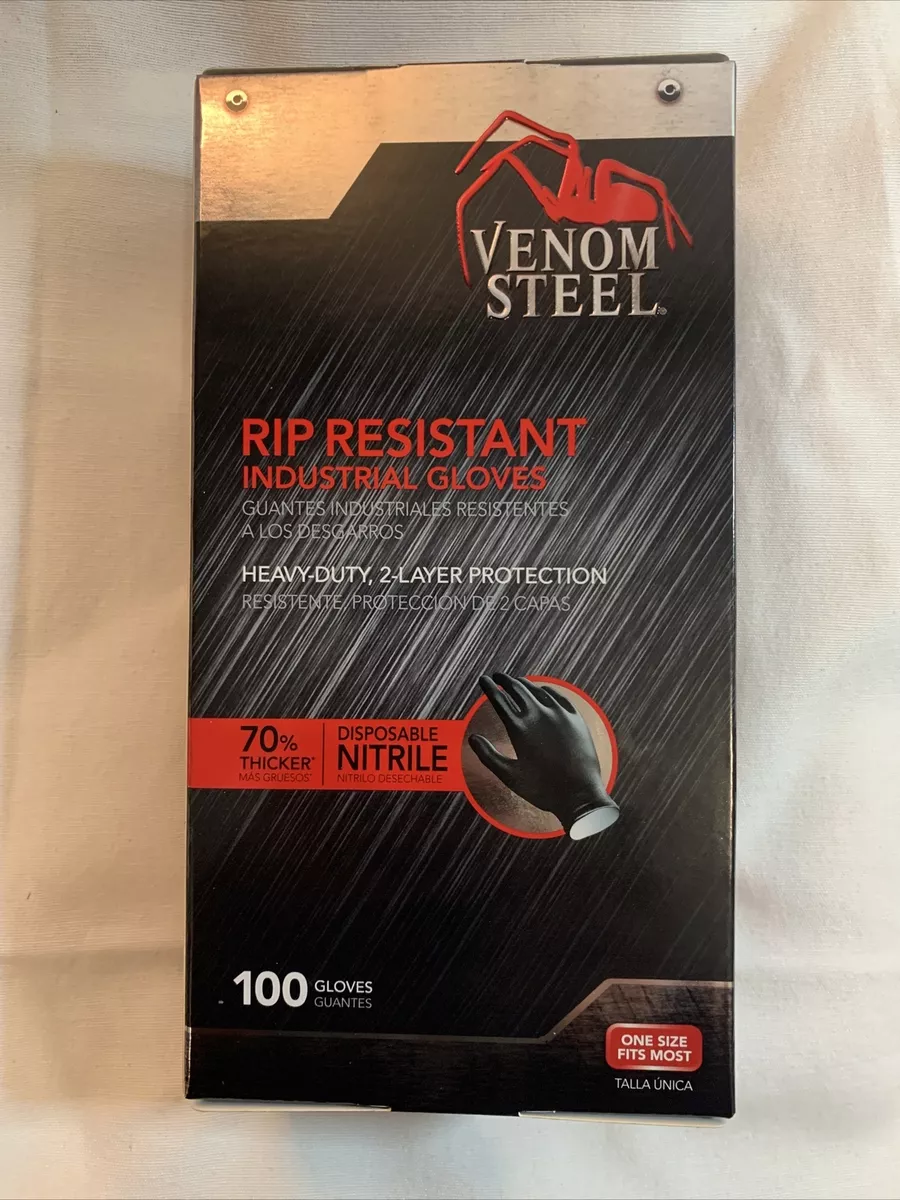 VENOM
STEEL®
RIP RESISTANT
INDUSTRIAL GLOVES
GUANTES INDUSTRIALES RESISTENTES
A LOS DESGARROS
HEAVY-DUTY, 2-LAYER PROTECTION
RESISTENTE, PROTECCIÓN DE 2 CAPAS
70%
THICKER*
MÁS GRUESOS*
DISPOSABLE
NITRILE
NITRILO DESECHABLE
100 GLOVES
GUANTES
ONE SIZE
FITS MOST
TALLA ÚNICA